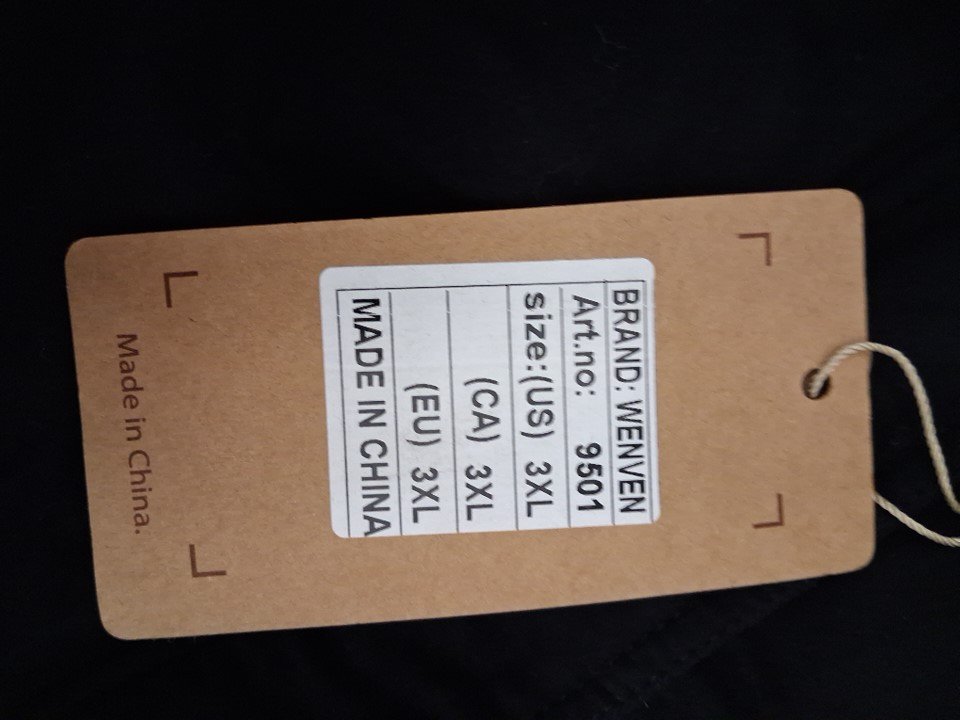 BRAND: WENVEN
Art.no: 9501
size:(US) 3XL
(CA) 3XL
(EU) 3XL
MADE IN CHINA
Made in China.